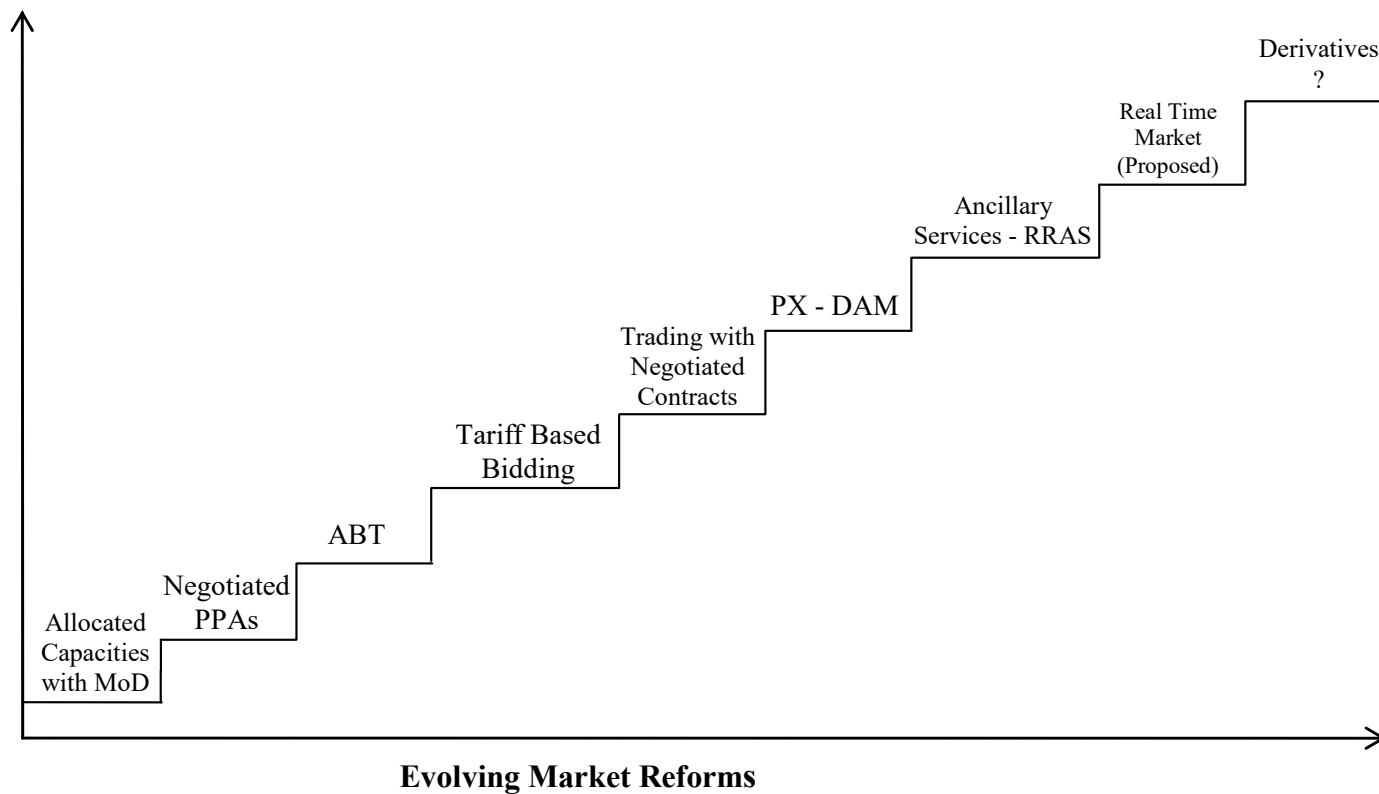 Derivatives
?
Real Time
Market
(Proposed)
Ancillary
Services - RRAS
PX - DAM
Trading with
Negotiated
Contracts
Tariff Based
Bidding
ABT
Negotiated
PPAs
Allocated
Capacities
with MoD
Evolving Market Reforms